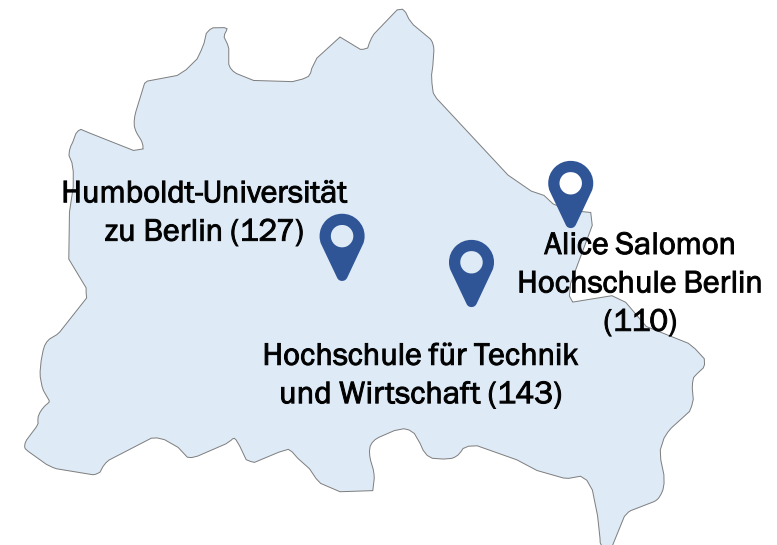 Humboldt-Universität
zu Berlin (127)
Alice Salomon
Hochschule Berlin
(110)
Hochschule für Technik
und Wirtschaft (143)